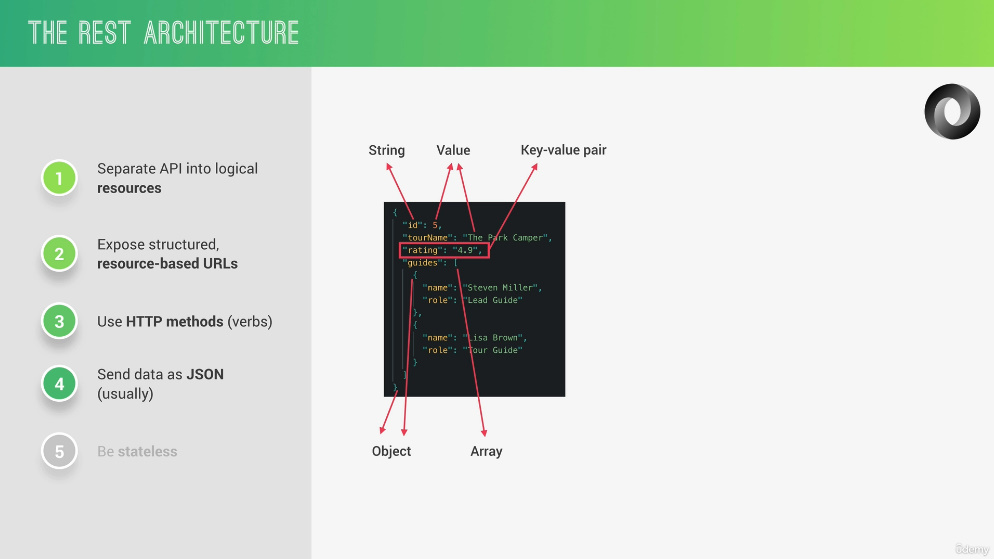 THE REST ARCHITECTURE
1
Separate API into logical
resources
2
Expose structured,
resource-based URLs
3
Use HTTP methods (verbs)
4
Send data as JSON
(usually)
5
Be stateless
String
Value
Key-value pair
{
"id": 5,
"tourName": "The Park Camper",
"rating": "4.9",
"guides": [
{
"name": "Steven Miller",
"role": "Lead Guide"
},
{
"name": "Lisa Brown",
"role": "Tour Guide"
}
]
},
Object
Array
ûdemy